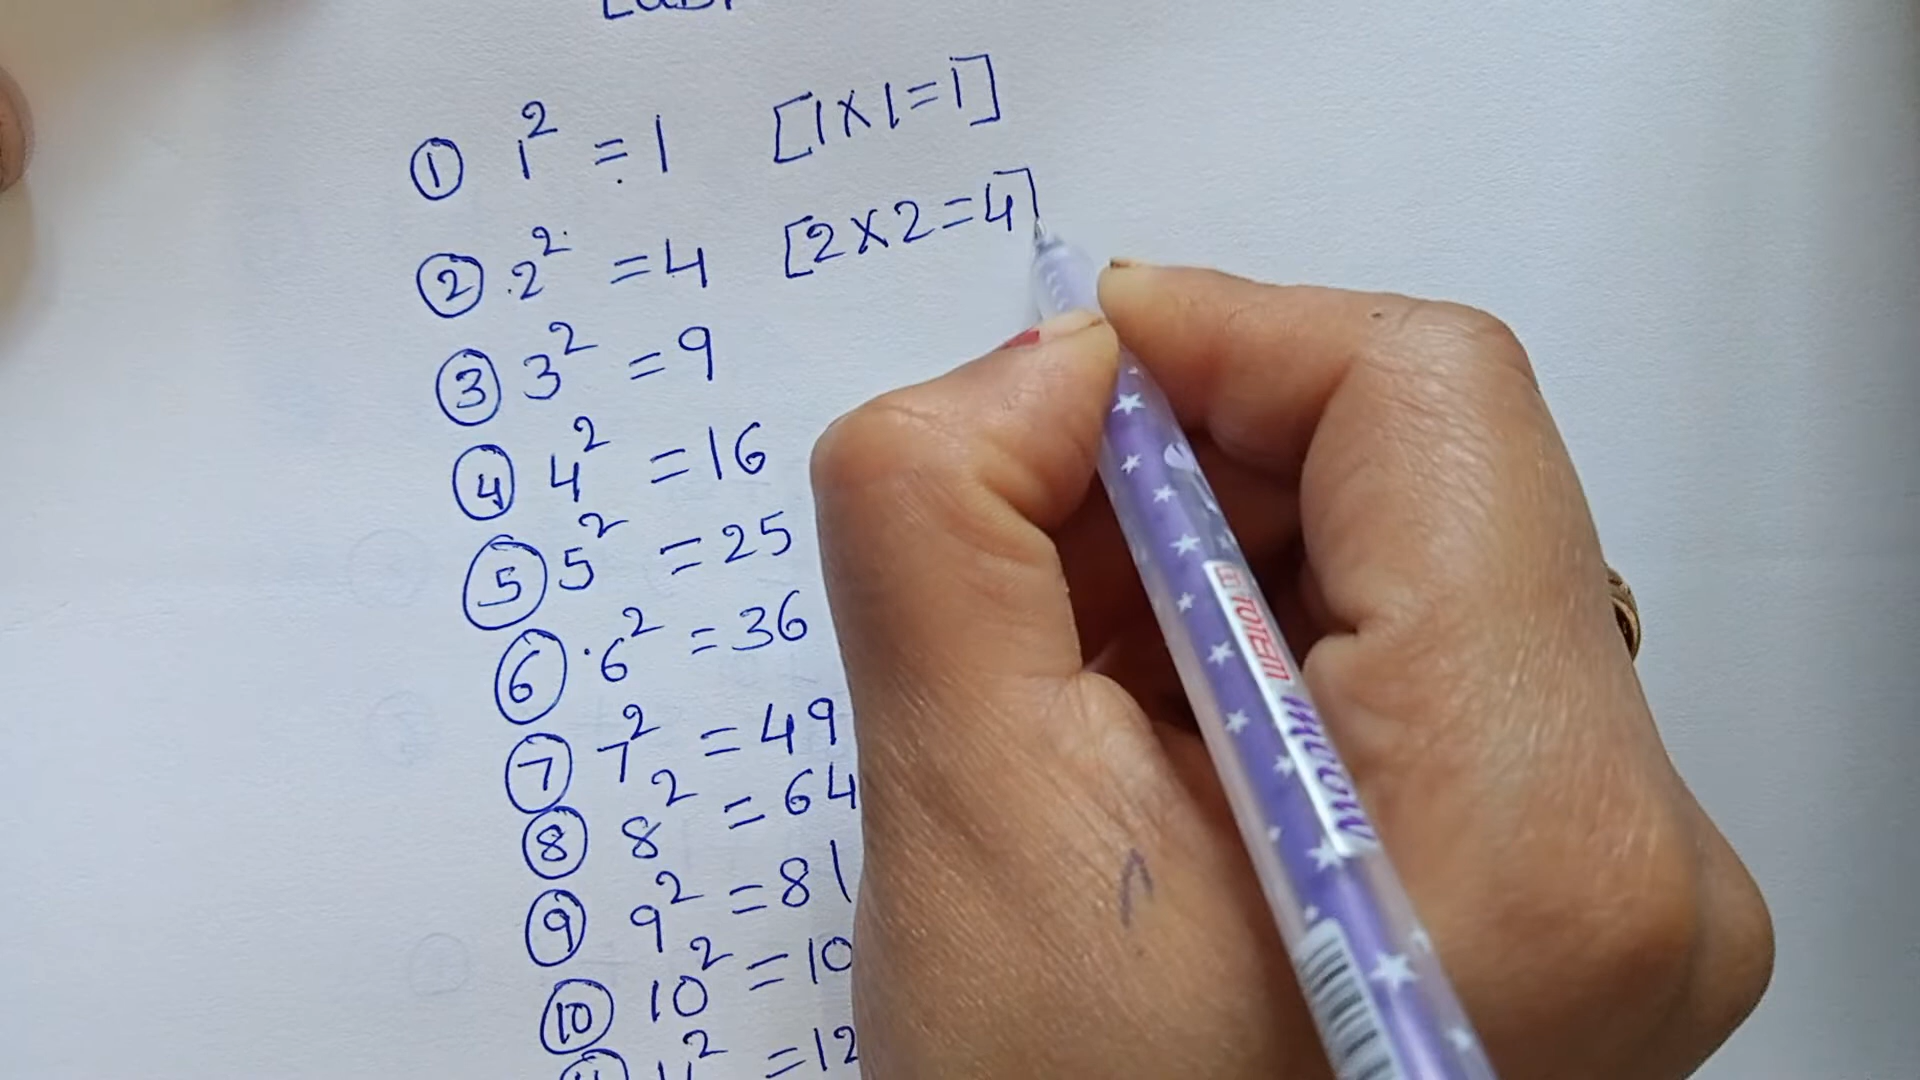 ① 1² = 1 [1×1=1]
② 2² = 4 [2×2=4]
③ 3² = 9
④ 4² = 16
⑤ 5² = 25
⑥ 6² = 36
⑦ 7² = 49
⑧ 8² = 64
⑨ 9² = 81
⑩ 10² = 10
= 12